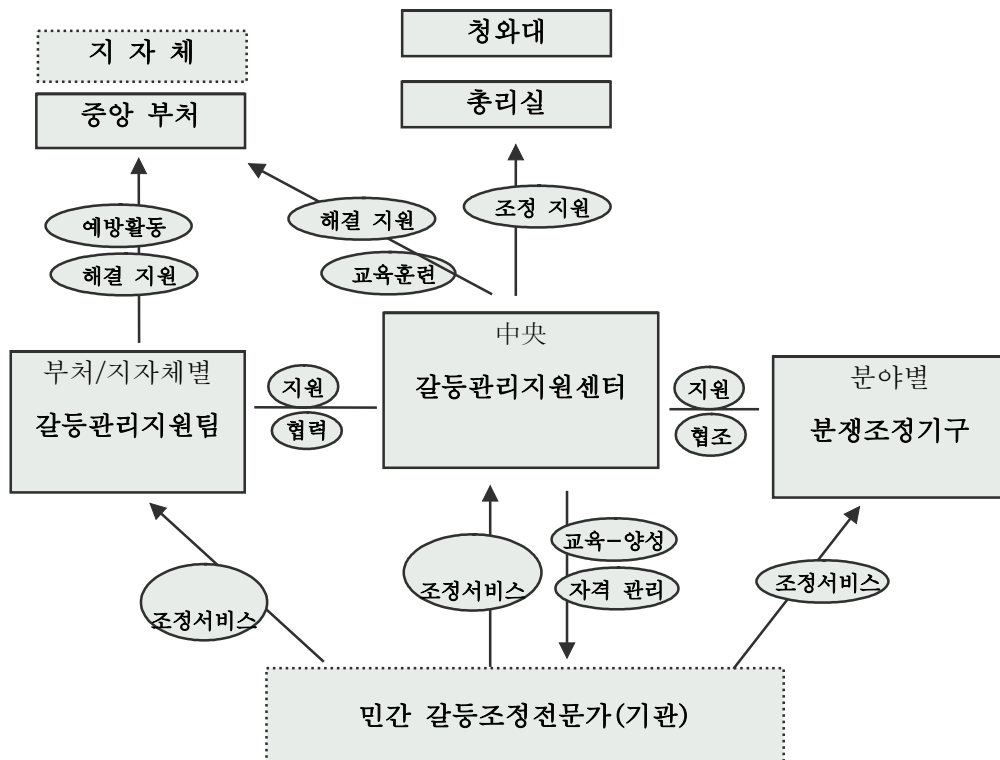 청와대
지 자 체
총리실
중앙 부처
조정 지원
해결 지원
예방활동
교육훈련
해결 지원
中央
갈등관리지원센터
부처/지자체별
갈등관리지원팀
지원
협력
지원
협조
분야별
분쟁조정기구
교육-양성
자격 관리
조정서비스
조정서비스
조정서비스
민간 갈등조정전문가(기관)